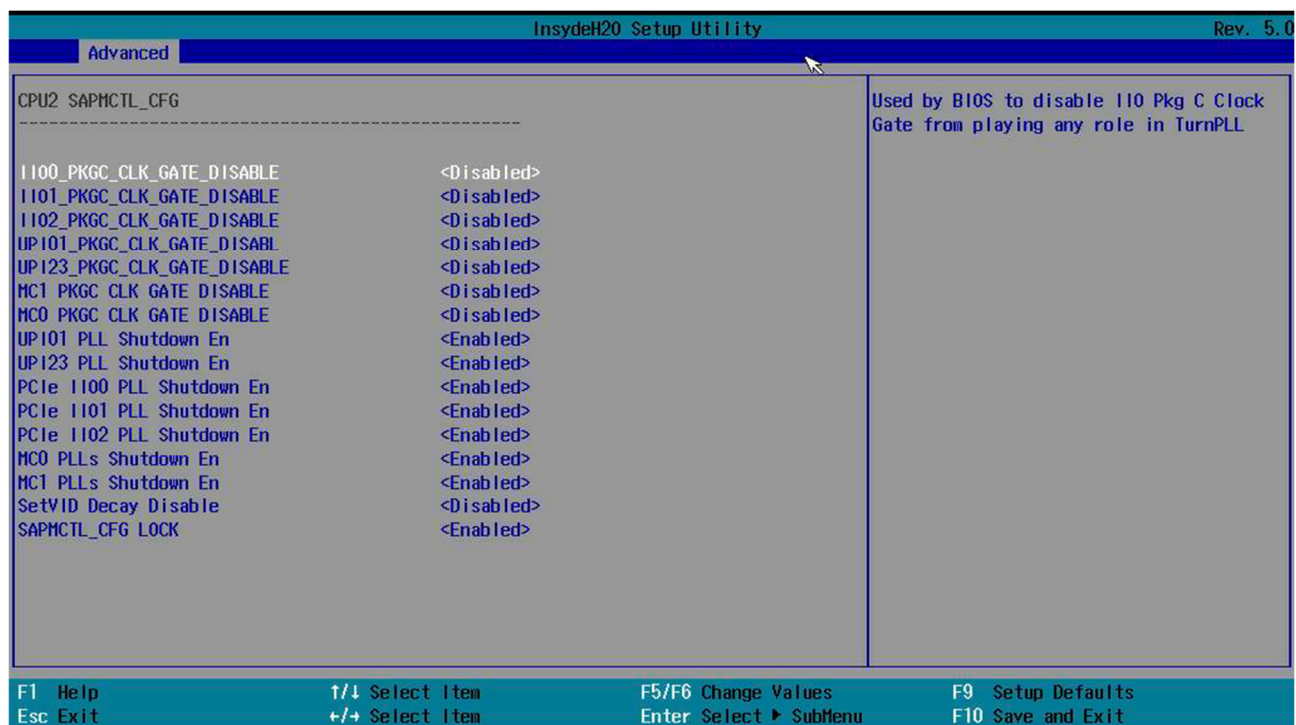 InsydeH20 Setup Utility Rev. 5.0
Advanced
CPU2 SAPMCTL_CFG
--------------------------------------------------
IIO0_PKGC_CLK_GATE_DISABLE <Disabled>
IIO1_PKGC_CLK_GATE_DISABLE <Disabled>
IIO2_PKGC_CLK_GATE_DISABLE <Disabled>
UPI01_PKGC_CLK_GATE_DISABL <Disabled>
UPI23_PKGC_CLK_GATE_DISABLE <Disabled>
MC1 PKGC CLK GATE DISABLE <Disabled>
MC0 PKGC CLK GATE DISABLE <Disabled>
UPI01 PLL Shutdown En <Enabled>
UPI23 PLL Shutdown En <Enabled>
PCIe IIO0 PLL Shutdown En <Enabled>
PCIe IIO1 PLL Shutdown En <Enabled>
PCIe IIO2 PLL Shutdown En <Enabled>
MC0 PLLs Shutdown En <Enabled>
MC1 PLLs Shutdown En <Enabled>
SetVID Decay Disable <Disabled>
SAPMCTL_CFG LOCK <Enabled>
Used by BIOS to disable IIO Pkg C Clock
Gate from playing any role in TurnPLL
F1 Help ↑/↓ Select Item F5/F6 Change Values F9 Setup Defaults
Esc Exit ←/→ Select Item Enter Select ▶ SubMenu F10 Save and Exit